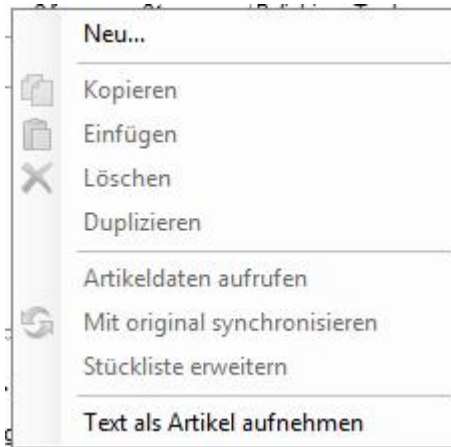 Neu...
Kopieren
Einfügen
Löschen
Duplizieren
Artikeldaten aufrufen
Mit original synchronisieren
Stückliste erweitern
Text als Artikel aufnehmen